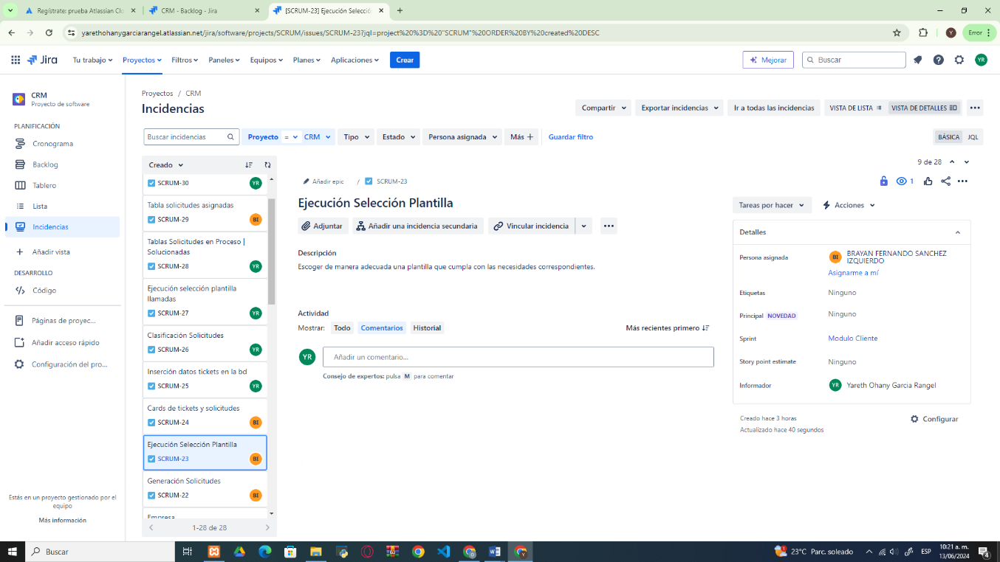 Regístrate: prueba Atlassian Clo
CRM - Backlog - Jira
[SCRUM-23] Ejecución Selecció
yarethohanygarciarangel.atlassian.net/jira/software/projects/SCRUM/issues/SCRUM-23?jql=project%20%3D%20"SCRUM"%20ORDER%20BY%20created%20DESC
Y
Error
Jira
Tu trabajo
Proyectos
Filtros
Paneles
Equipos
Planes
Aplicaciones
Crear
Mejorar
Buscar
YR
CRM
Proyecto de software
PLANIFICACIÓN
Cronograma
Backlog
Tablero
Lista
Incidencias
Añadir vista
DESARROLLO
Código
Páginas de proyec...
Añadir acceso rápido
Configuración del pro...
Estás en un proyecto gestionado por el
equipo
Más información
Proyectos / CRM
Incidencias
Compartir
Exportar incidencias
Ir a todas las incidencias
VISTA DE LISTA
VISTA DE DETALLES
Buscar incidencias
Proyecto = CRM
Tipo
Estado
Persona asignada
Más +
Guardar filtro
BÁSICA
JQL
Creado
SCRUM-30 YR
Tabla solicitudes asignadas
SCRUM-29 BI
Tablas Solicitudes en Proceso |
Solucionadas
SCRUM-28 YR
Ejecución selección plantilla
llamadas
SCRUM-27 YR
Clasificación Solicitudes
SCRUM-26 YR
Inserción datos tickets en la bd
SCRUM-25 YR
Cards de tickets y solicitudes
SCRUM-24 BI
Ejecución Selección Plantilla
SCRUM-23 BI
Generación Solicitudes
SCRUM-22 BI
Empresa
1-28 de 28
9 de 28
Añadir epic / SCRUM-23
1
Ejecución Selección Plantilla
Adjuntar
Añadir una incidencia secundaria
Vincular incidencia
Descripción
Escoger de manera adecuada una plantilla que cumpla con las necesidades correspondientes.
Actividad
Mostrar: Todo Comentarios Historial
Más recientes primero
YR
Añadir un comentario...
Consejo de expertos: pulsa M para comentar
Tareas por hacer
Acciones
Detalles
Persona asignada
BI BRAYAN FERNANDO SANCHEZ
IZQUIERDO
Asignarme a mí
Etiquetas Ninguno
Principal NOVEDAD Ninguno
Sprint Modulo Cliente
Story point estimate Ninguno
Informador YR Yareth Ohany Garcia Rangel
Creado hace 3 horas
Actualizado hace 40 segundos
Configurar
Buscar
23°C Parc. soleado
ESP
10:21 a. m.
13/06/2024
4